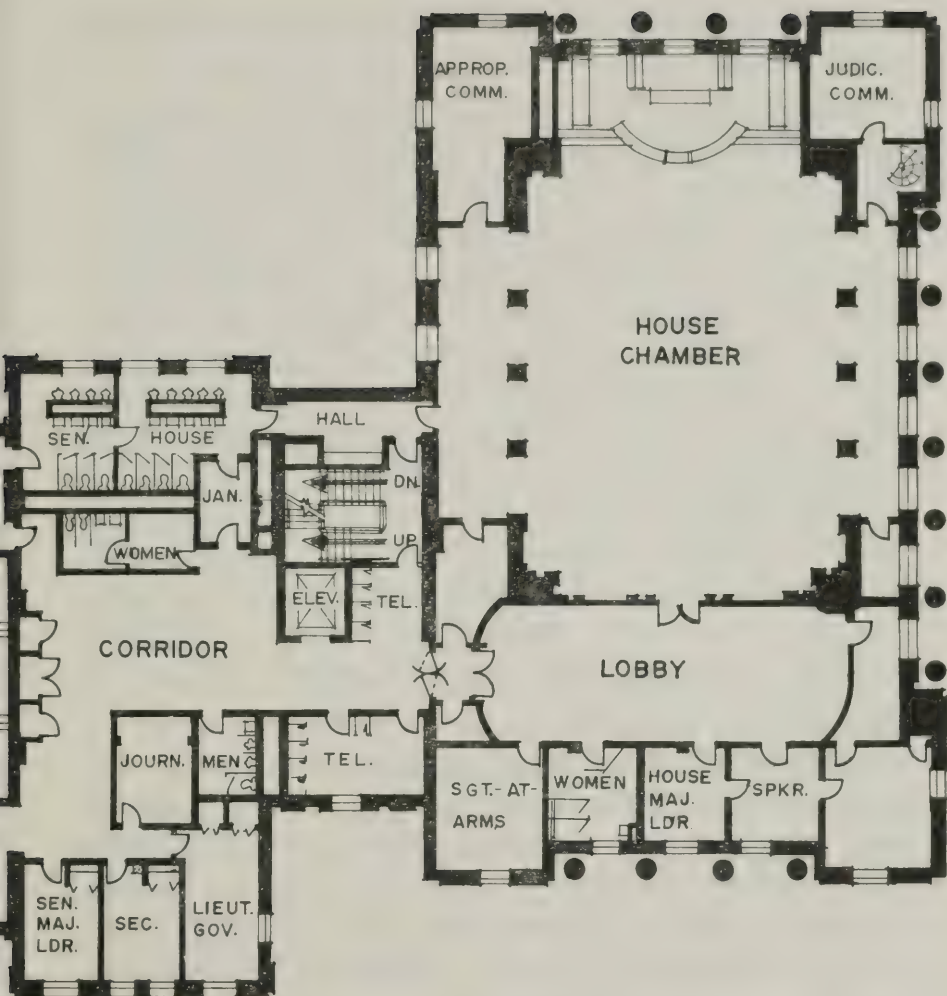 APPROP.
COMM.
JUDIC.
COMM.
HOUSE
CHAMBER
HALL
SEN.
HOUSE
JAN.
DN.
UP
WOMEN
ELEV.
TEL.
CORRIDOR
LOBBY
JOURN.
MEN
TEL.
SGT.-AT-
ARMS
WOMEN
HOUSE
MAJ.
LDR.
SPKR.
SEN.
MAJ.
LDR.
SEC.
LIEUT.
GOV.